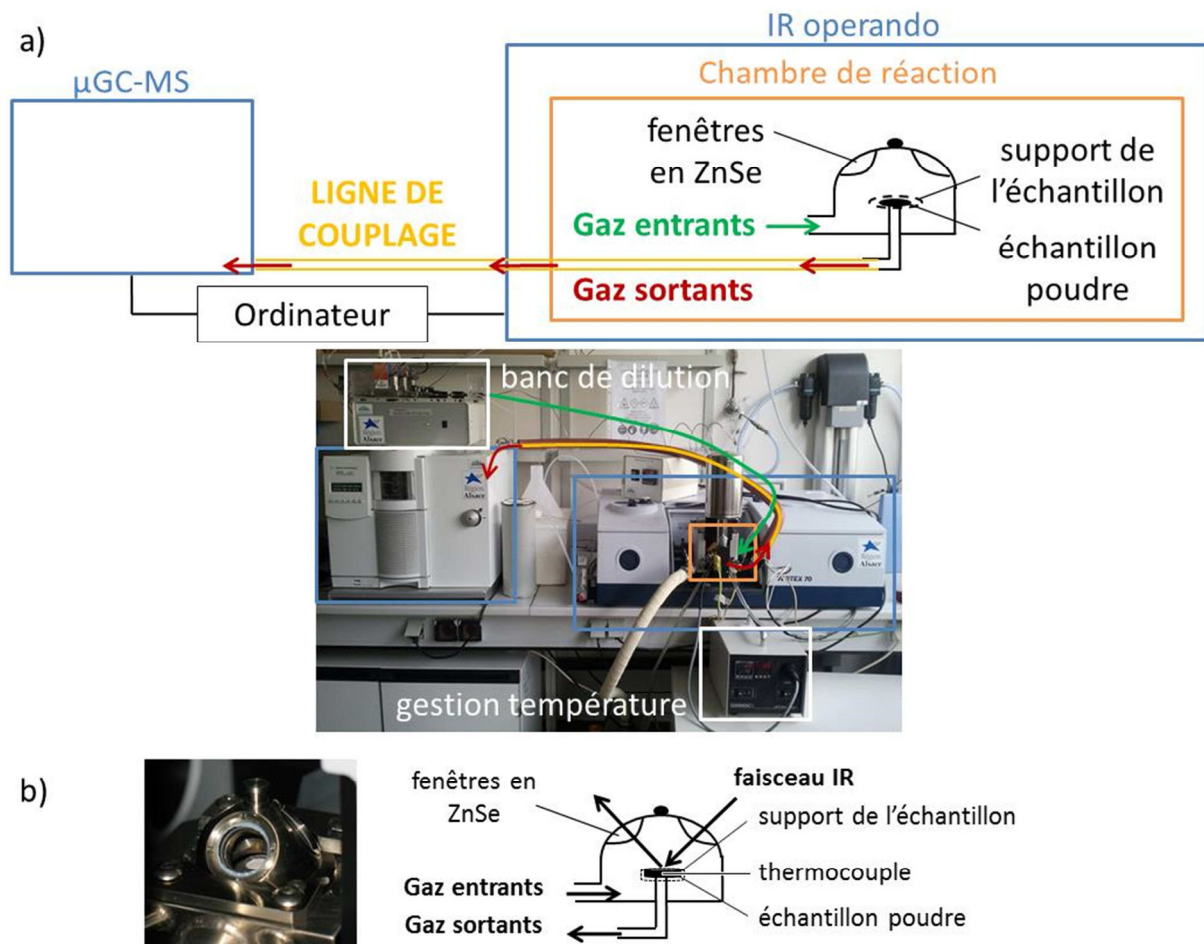 a)
IR operando
µGC-MS
Chambre de réaction
fenêtres
en ZnSe
support de
l'échantillon
LIGNE DE
COUPLAGE
Gaz entrants
échantillon
poudre
Gaz sortants
Ordinateur
banc de dilution
Région
Alsace
Région
Alsace
Région
Alsace
VERTEX 70
gestion température
b)
fenêtres en
ZnSe
faisceau IR
support de l'échantillon
thermocouple
Gaz entrants
échantillon poudre
Gaz sortants